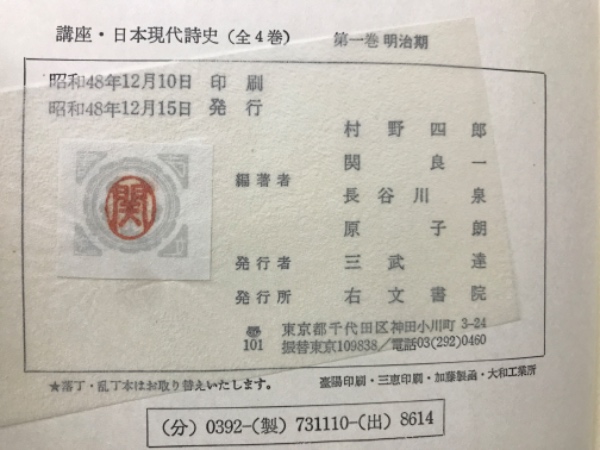 講座・日本現代詩史（全4巻） 第一巻 明治期
昭和48年12月10日 印刷
昭和48年12月15日 発行
村野四郎
関良一
編著者
長谷川泉
原子朗
関
発行者 三武達
発行所 右文書院
〒101 東京都千代田区神田小川町 3-24
振替東京109838／電話03(292)0460
★落丁・乱丁本はお取り替えいたします。 臺陽印刷・三恵印刷・加藤製函・大和工業所
(分) 0392-(製) 731110-(出) 8614